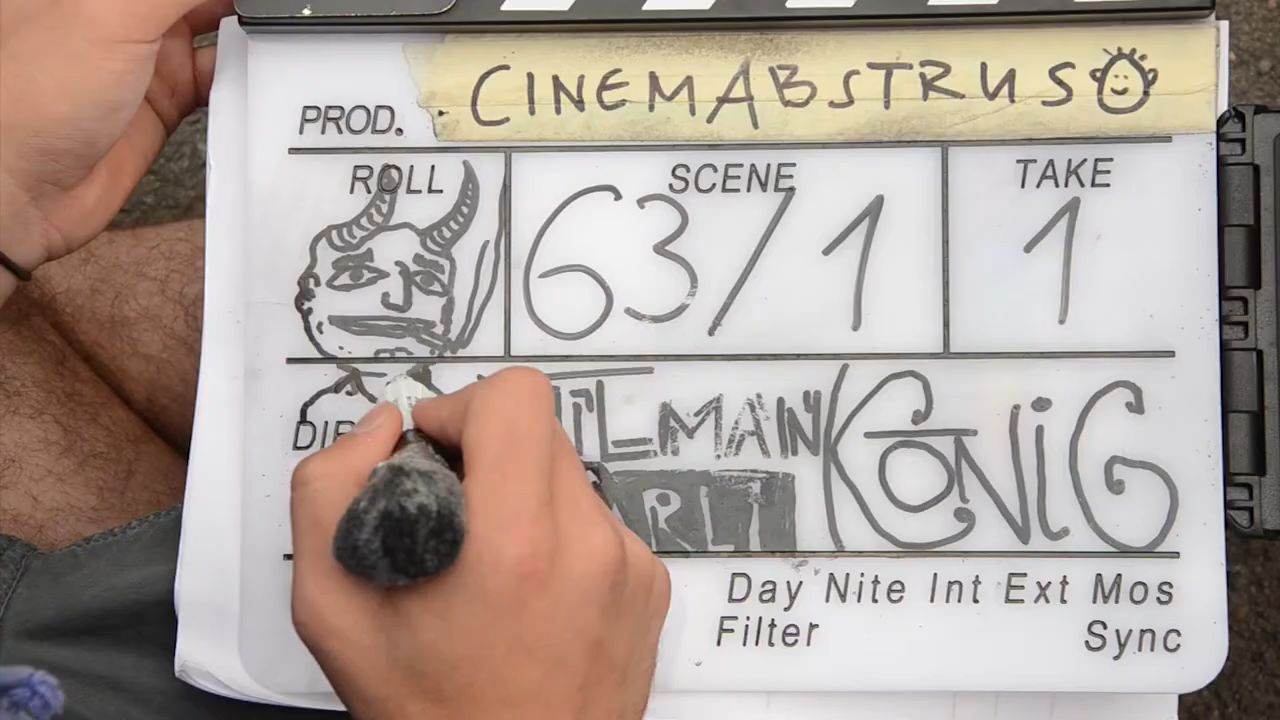 PROD. CINEMABSTRUS
ROLL SCENE TAKE
63/1 1
TILMAN KÖNIG
Day Nite Int Ext Mos
Filter Sync